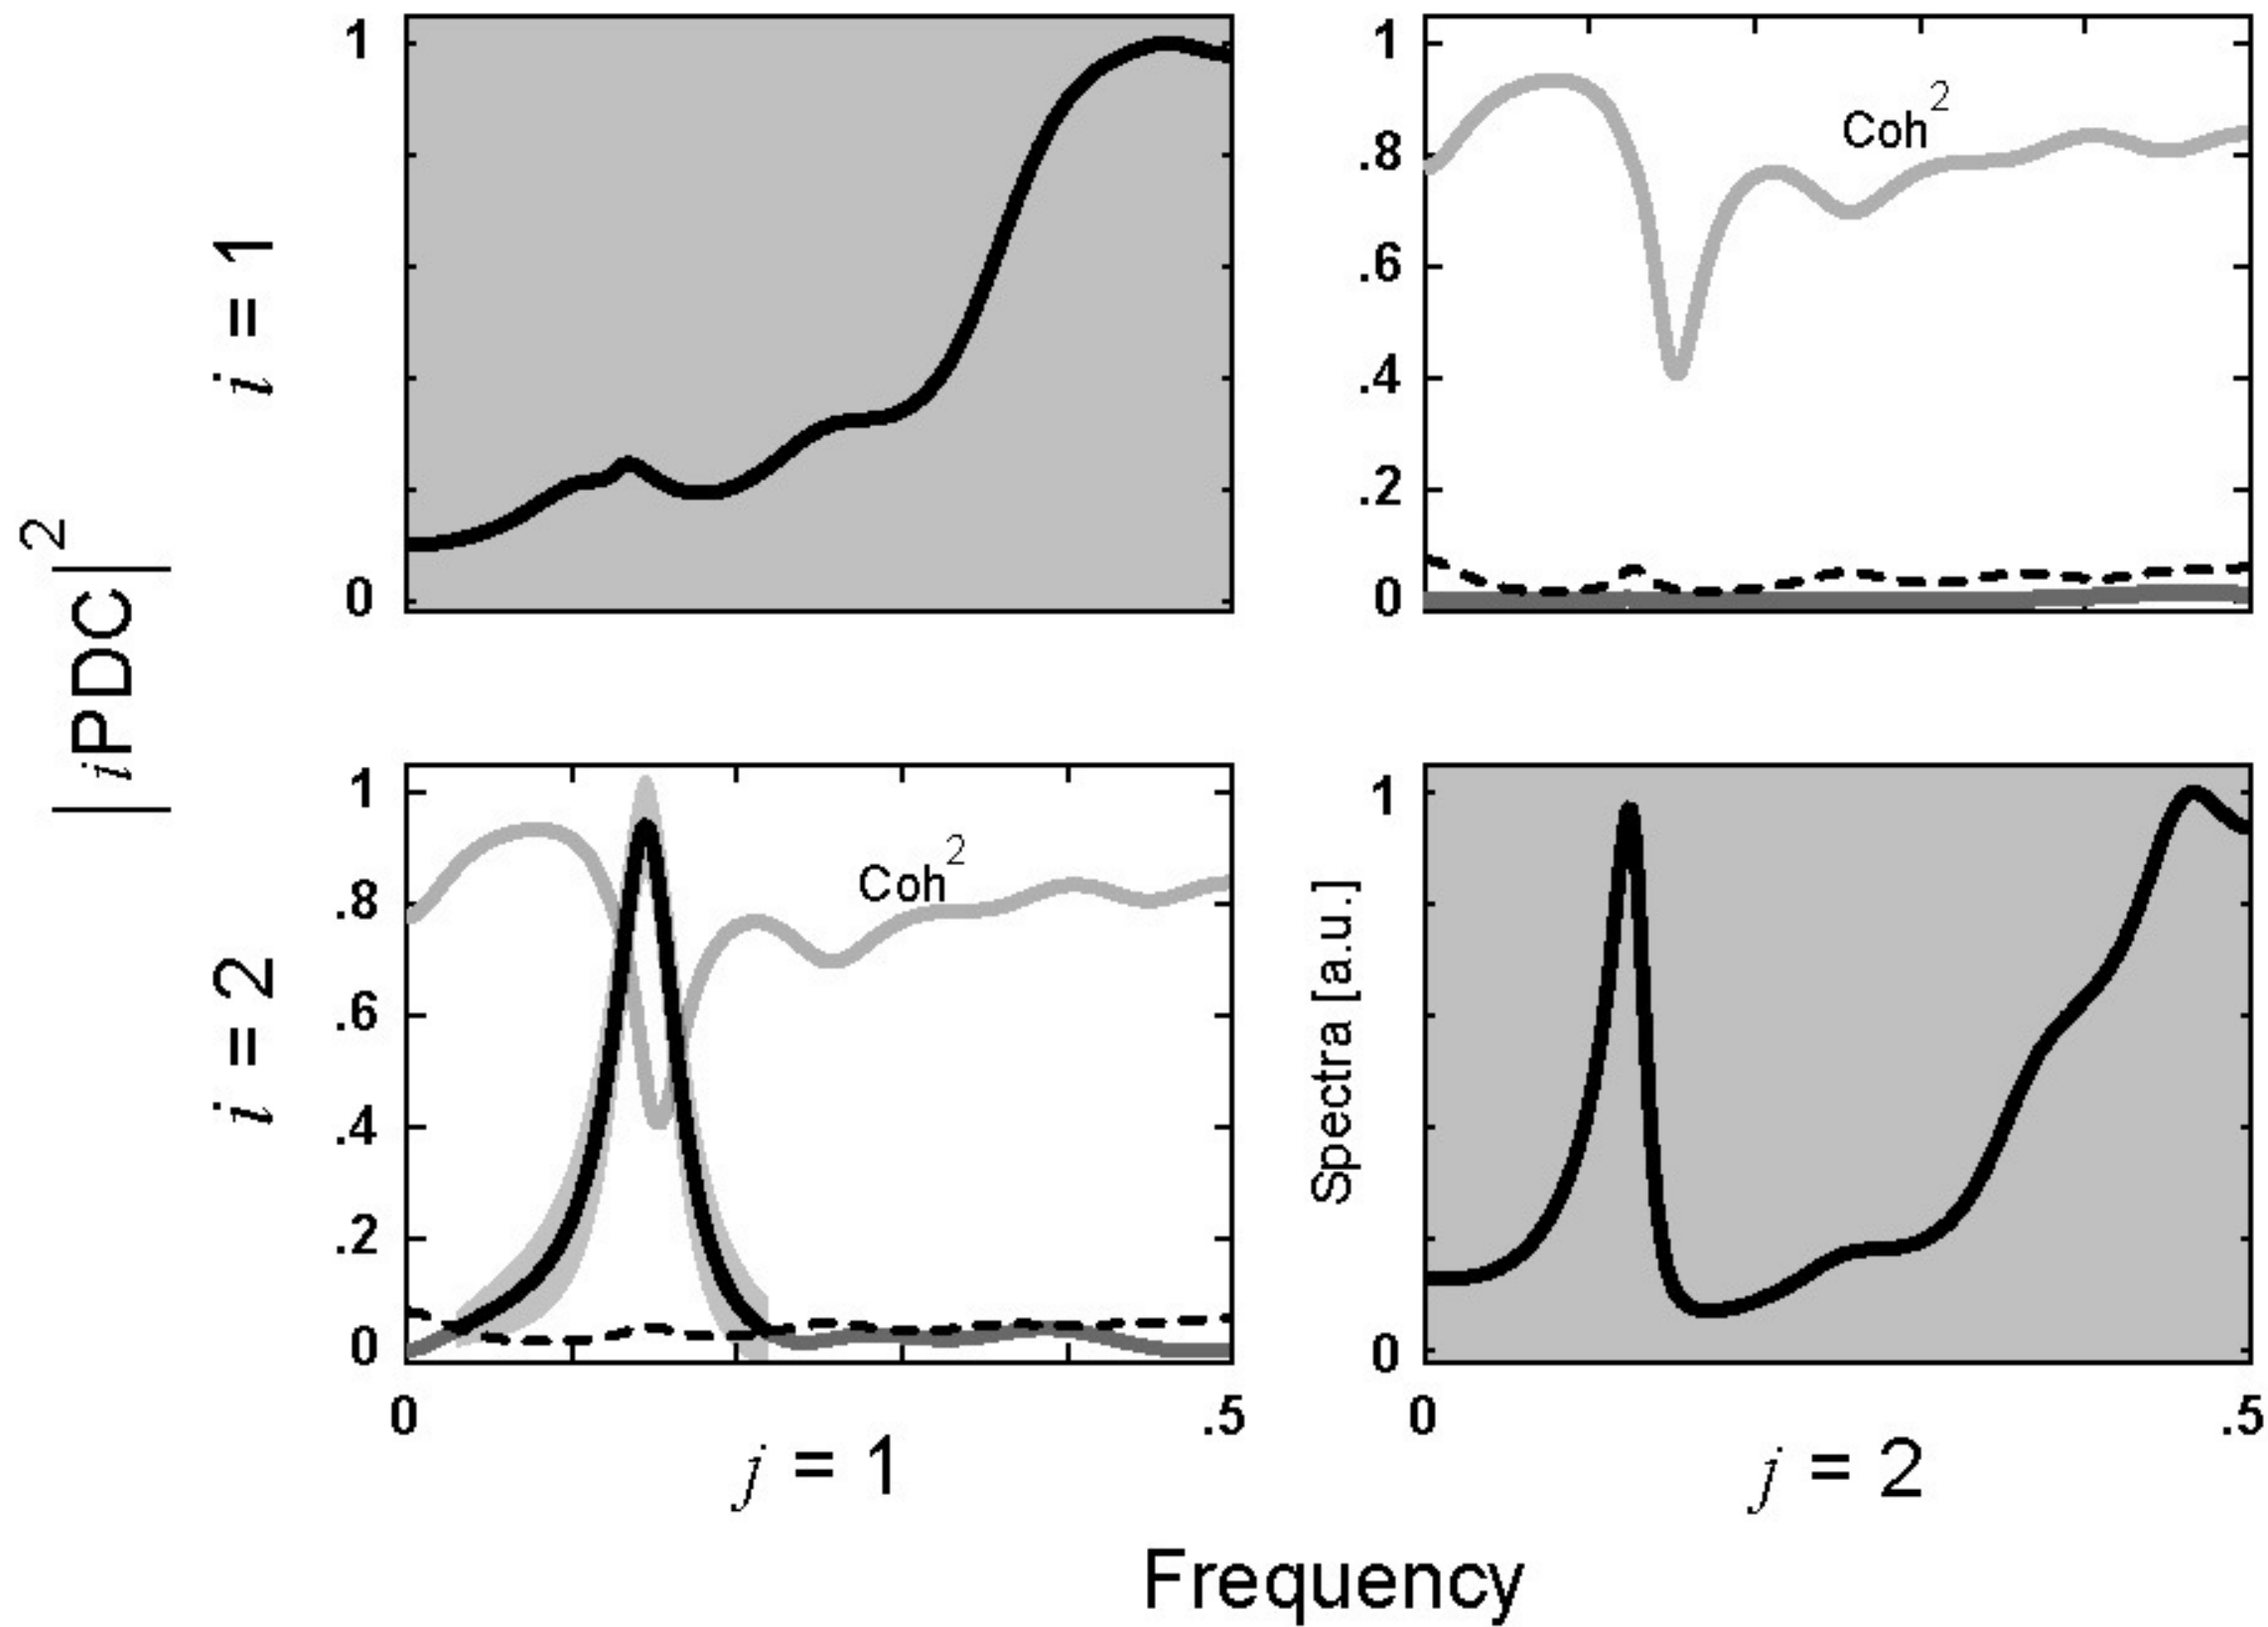 |iPDC|²
i = 1
1
0
1
.8
.6
.4
.2
0
Coh²
i = 2
1
.8
.6
.4
.2
0
Coh²
Spectra [a.u.]
1
0
0
.5
0
.5
j = 1
j = 2
Frequency